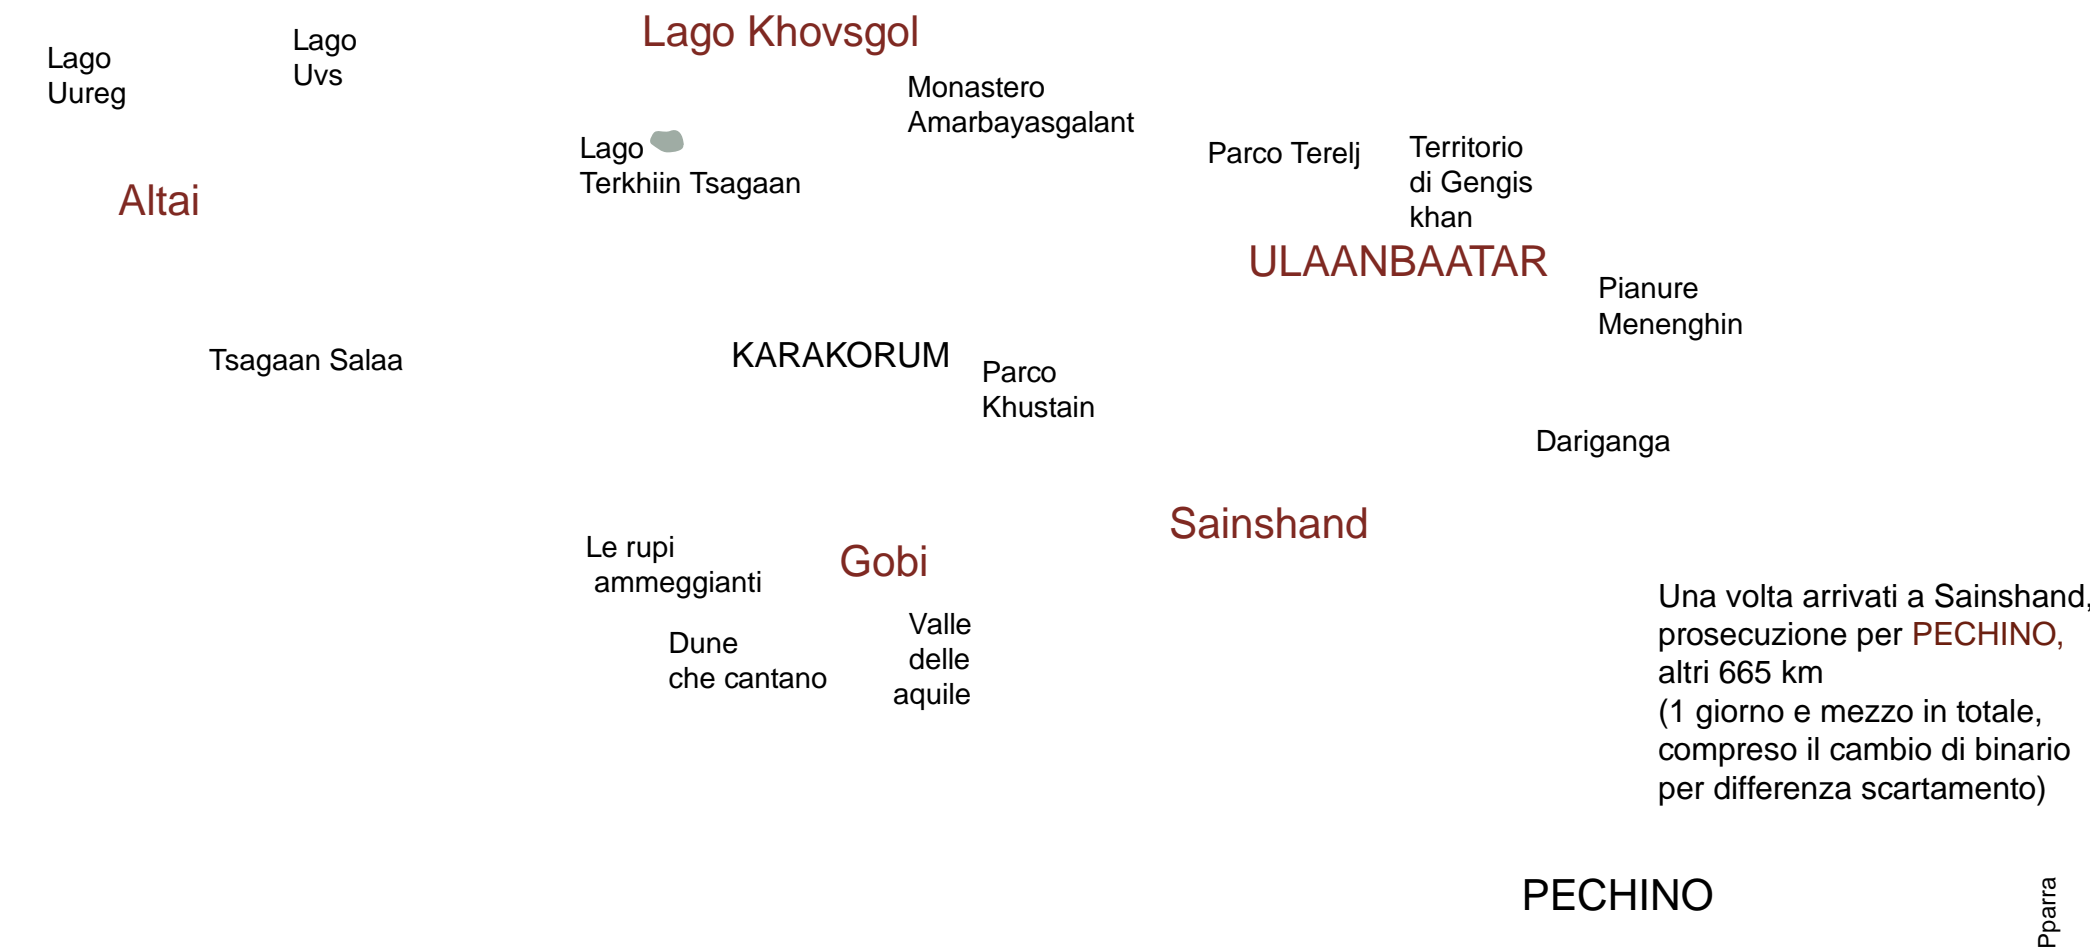 Lago Khovsgol
Lago
Uvs
Lago
Uureg
Monastero
Amarbayasgalant
Lago
Terkhiin Tsagaan
Parco Terelj
Territorio
di Gengis
khan
Altai
ULAANBAATAR
Pianure
Menenghin
Tsagaan Salaa
KARAKORUM
Parco
Khustain
Dariganga
Sainshand
Le rupi
ammeggianti
Gobi
Dune
che cantano
Valle
delle
aquile
Una volta arrivati a Sainshand,
prosecuzione per PECHINO,
altri 665 km
(1 giorno e mezzo in totale,
compreso il cambio di binario
per differenza scartamento)
PECHINO
Pparra